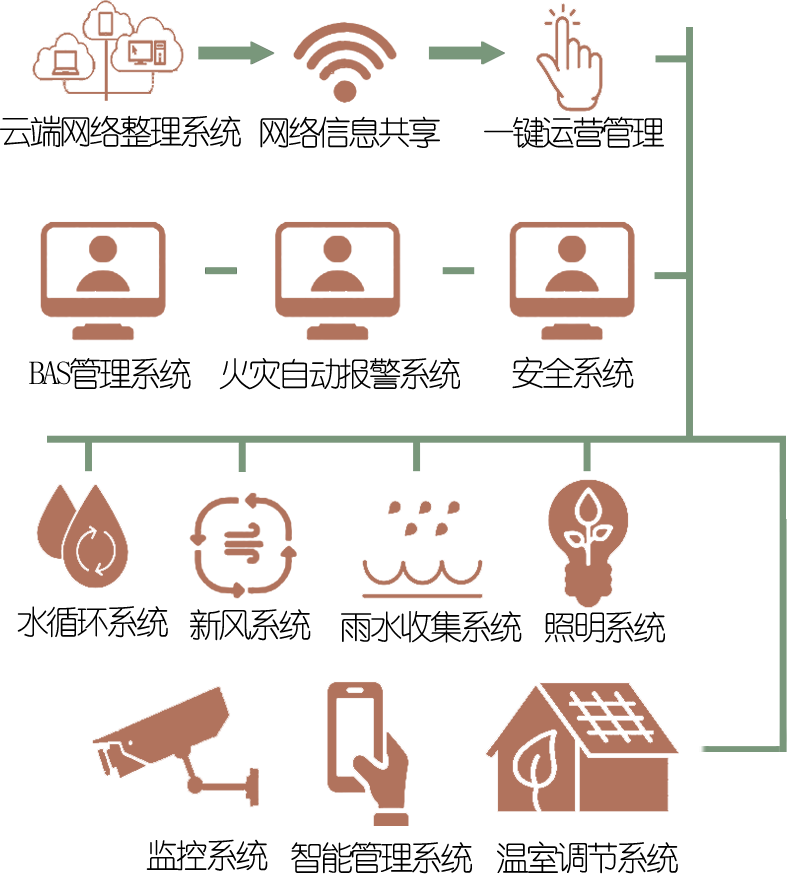 云端网络整理系统
网络信息共享
一键运营管理
BAS管理系统
火灾自动报警系统
安全系统
水循环系统
新风系统
雨水收集系统
照明系统
监控系统
智能管理系统
温室调节系统